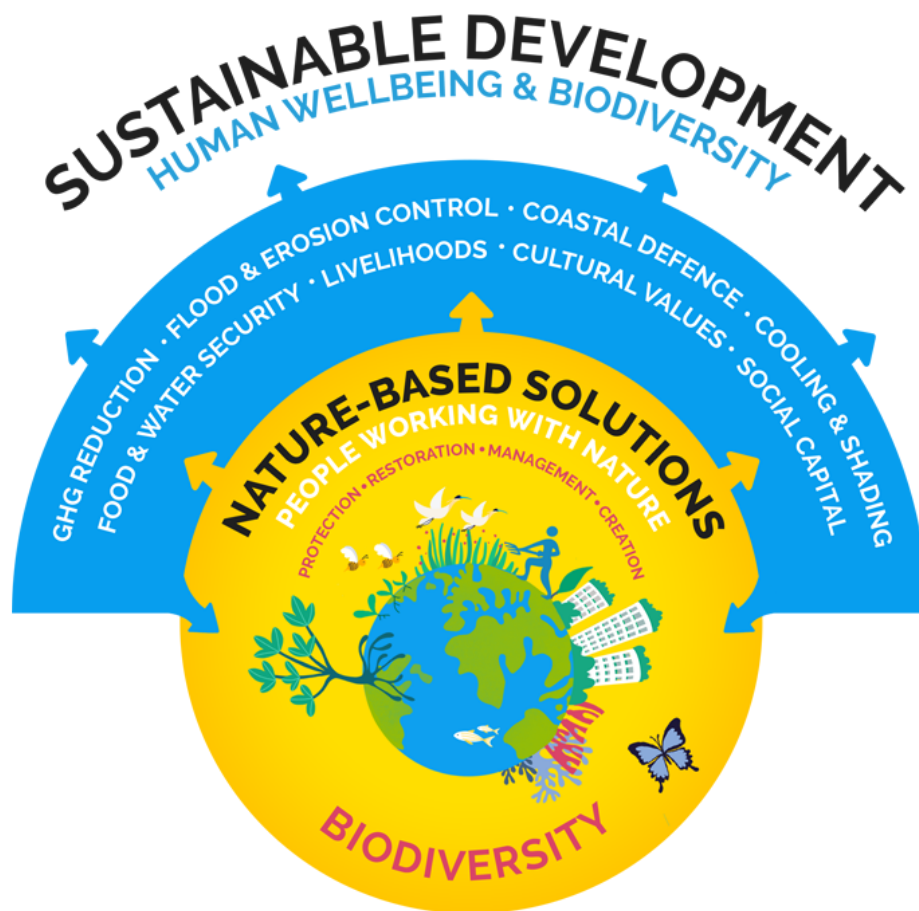 SUSTAINABLE DEVELOPMENT
HUMAN WELLBEING & BIODIVERSITY
GHG REDUCTION · FLOOD & EROSION CONTROL · COASTAL DEFENCE · COOLING & SHADING
FOOD & WATER SECURITY · LIVELIHOODS · CULTURAL VALUES · SOCIAL CAPITAL
NATURE-BASED SOLUTIONS
PEOPLE WORKING WITH NATURE
PROTECTION • RESTORATION • MANAGEMENT • CREATION
BIODIVERSITY